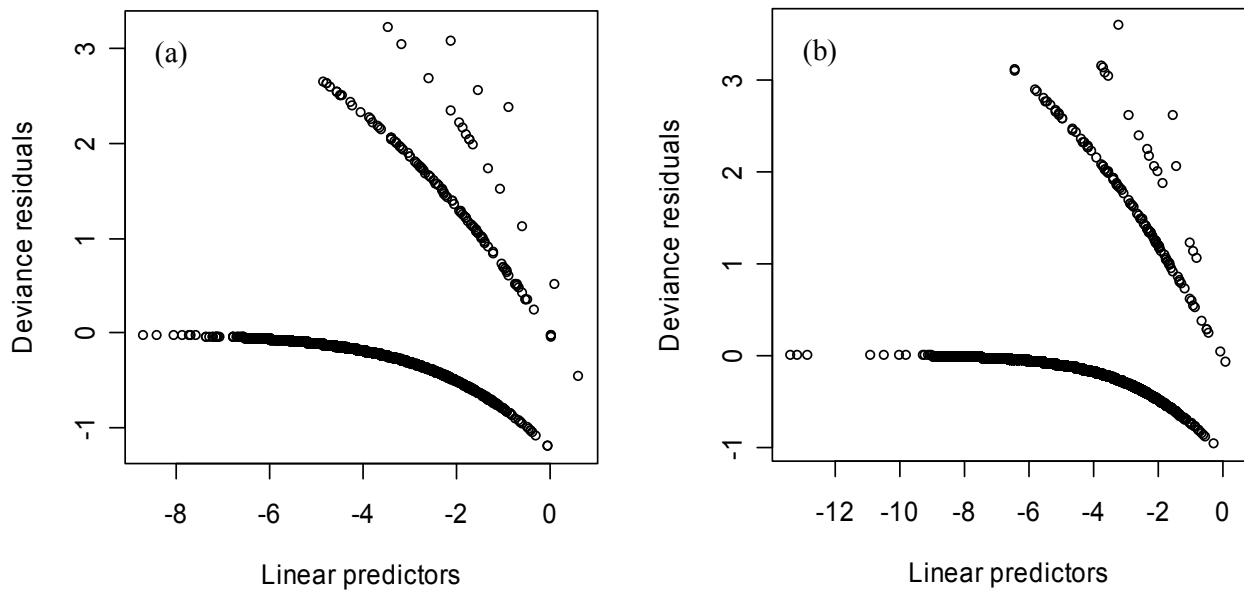 (a)
Deviance residuals
3
2
1
0
-1
-8 -6 -4 -2 0
Linear predictors
(b)
Deviance residuals
3
2
1
0
-1
-12 -10 -8 -6 -4 -2 0
Linear predictors